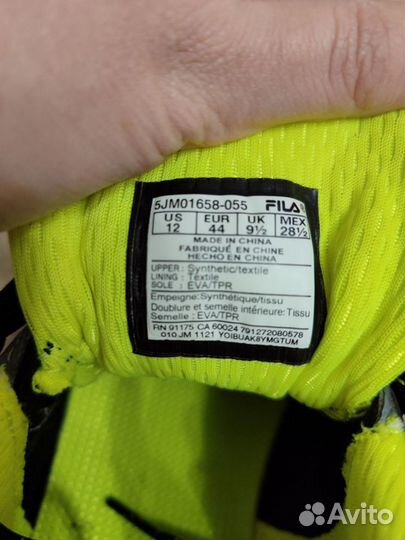 5JM01658-055 FILA
US EUR UK MEX
12 44 9½ 28½
MADE IN CHINA
FABRIQUÉ EN CHINE
HECHO EN CHINA
UPPER: Synthetic/textile
LINING: Textile
SOLE : EVA/TPR
Empeigne: Synthétique/tissu
Doublure et semelle intérieure: Tissu
Semelle : EVA/TPR
RN 91175 CA 60024 791272080578
010 JM 1121 YOIBUAK8YMGTUM
Avito